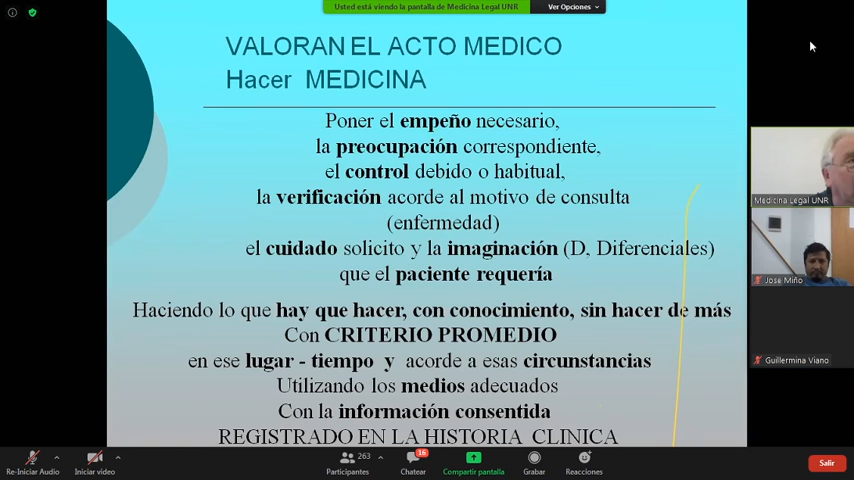 Usted está viendo la pantalla de Medicina Legal UNR
Ver Opciones
VALORAN EL ACTO MEDICO
Hacer MEDICINA
Poner el empeño necesario,
la preocupación correspondiente,
el control debido o habitual,
la verificación acorde al motivo de consulta
(enfermedad)
el cuidado solicito y la imaginación (D, Diferenciales)
que el paciente requería
Haciendo lo que hay que hacer, con conocimiento, sin hacer de más
Con CRITERIO PROMEDIO
en ese lugar - tiempo y acorde a esas circunstancias
Utilizando los medios adecuados
Con la información consentida
REGISTRADO EN LA HISTORIA CLINICA
Medicina Legal UNR
Jose Miño
Guillermina Viano
Re-Iniciar Audio
Iniciar video
263
Participantes
16
Chatear
Compartir pantalla
Grabar
Reacciones
Salir